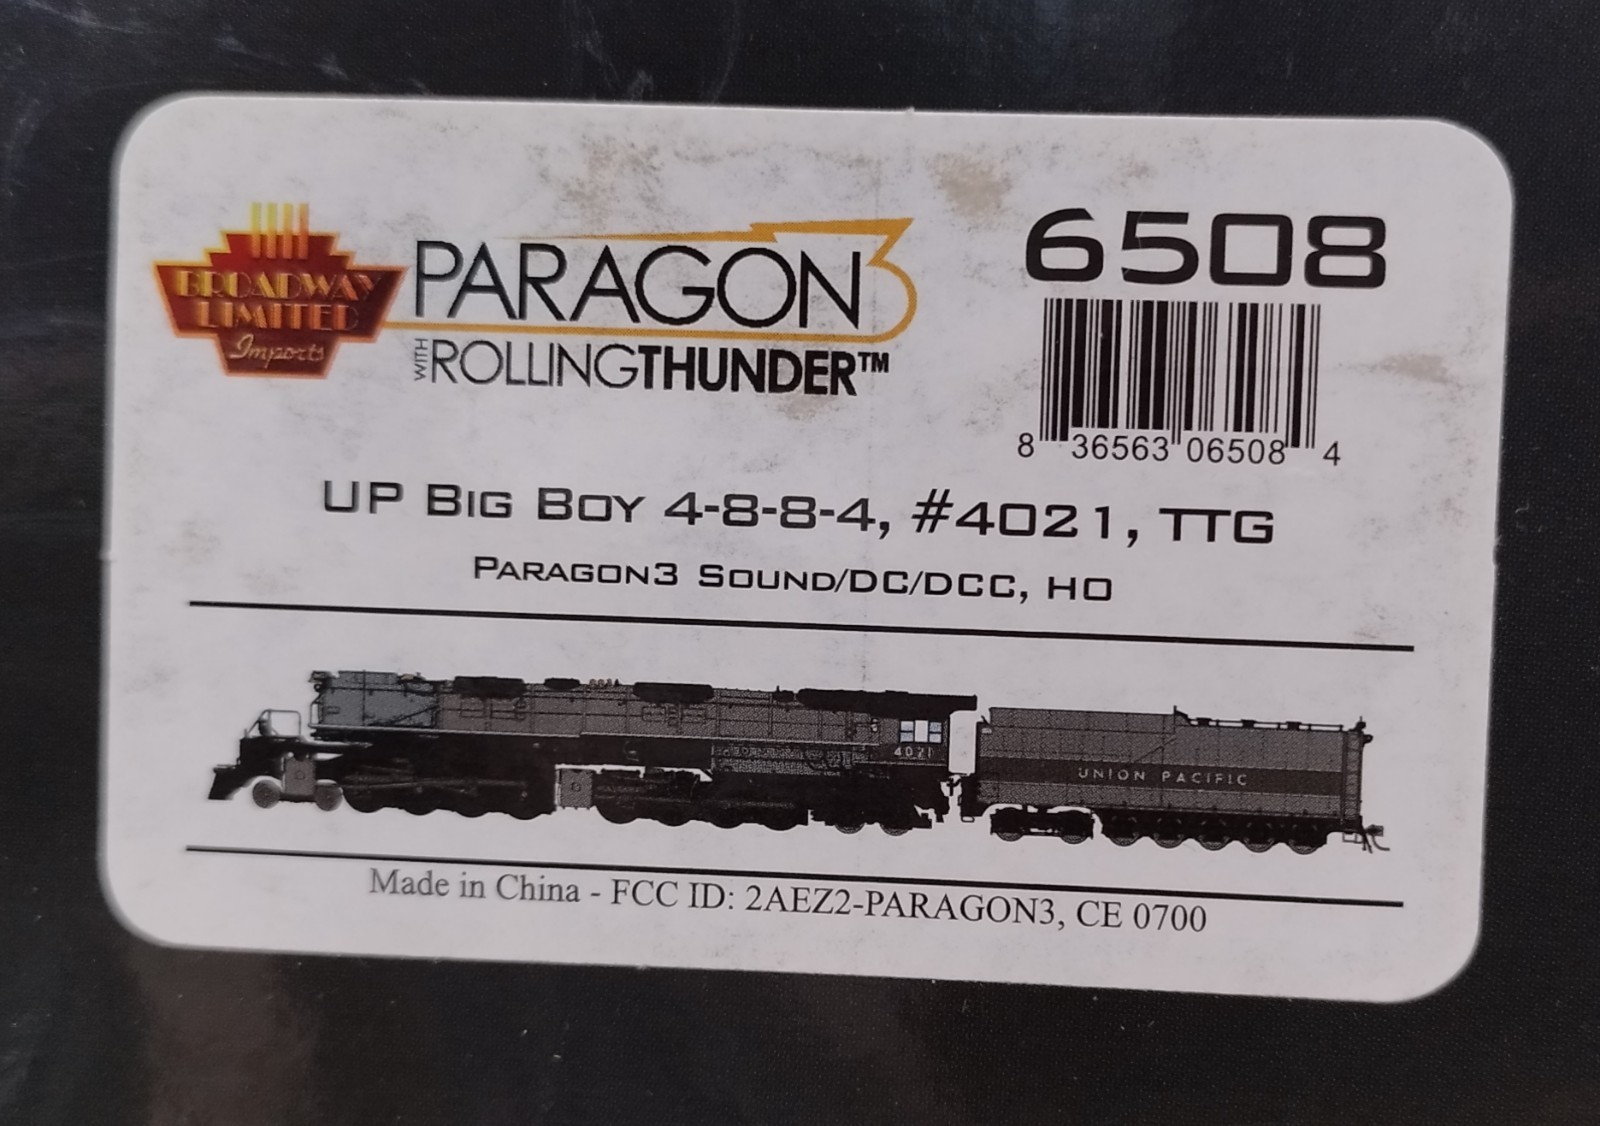 BROADWAY
LIMITED
Imports
PARAGON3
WITH ROLLINGTHUNDER™
6508
8 36563 06508 4
UP BIG BOY 4-8-8-4, #4021, TTG
PARAGON3 SOUND/DC/DCC, HO
4021
UNION PACIFIC
Made in China - FCC ID: 2AEZ2-PARAGON3, CE 0700